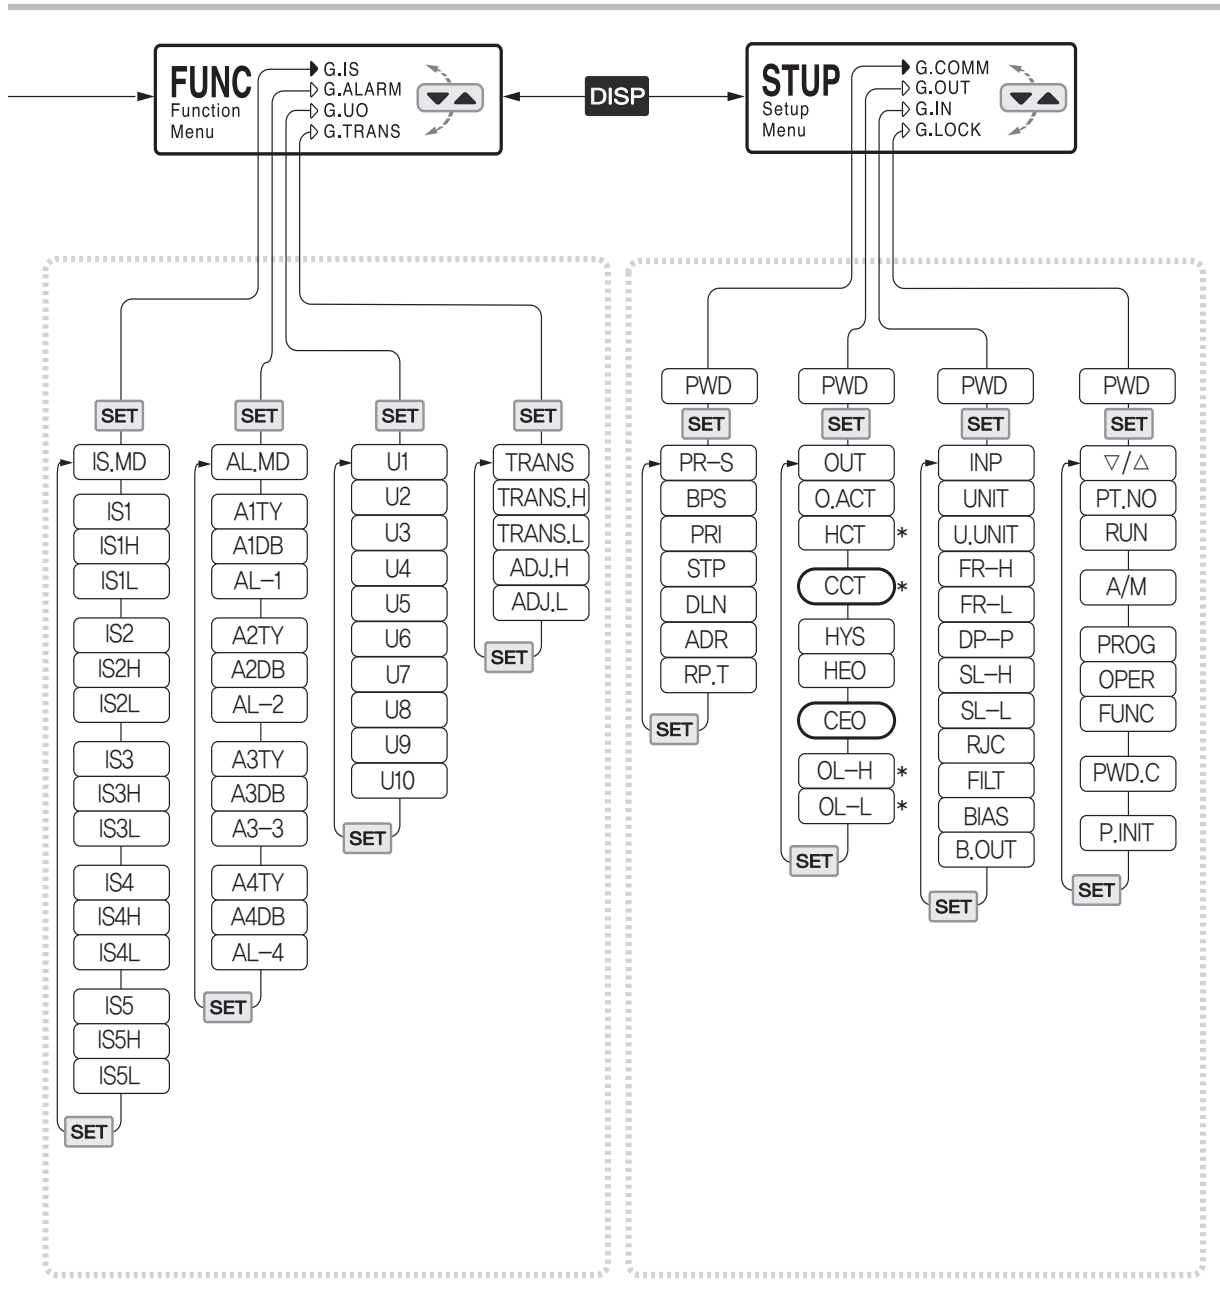 FUNC
Function
Menu
G.IS
G.ALARM
G.UO
G.TRANS
DISP
STUP
Setup
Menu
G.COMM
G.OUT
G.IN
G.LOCK
SET
IS.MD
IS1
IS1H
IS1L
IS2
IS2H
IS2L
IS3
IS3H
IS3L
IS4
IS4H
IS4L
IS5
IS5H
IS5L
SET
SET
AL.MD
A1TY
A1DB
AL-1
A2TY
A2DB
AL-2
A3TY
A3DB
A3-3
A4TY
A4DB
AL-4
SET
SET
U1
U2
U3
U4
U5
U6
U7
U8
U9
U10
SET
SET
TRANS
TRANS.H
TRANS.L
ADJ.H
ADJ.L
SET
PWD
SET
PR-S
BPS
PRI
STP
DLN
ADR
RP.T
SET
PWD
SET
OUT
O.ACT
HCT *
CCT *
HYS
HEO
CEO
OL-H *
OL-L *
SET
PWD
SET
INP
UNIT
U.UNIT
FR-H
FR-L
DP-P
SL-H
SL-L
RJC
FILT
BIAS
B.OUT
SET
PWD
SET
▽/△
PT.NO
RUN
A/M
PROG
OPER
FUNC
PWD.C
P.INIT
SET